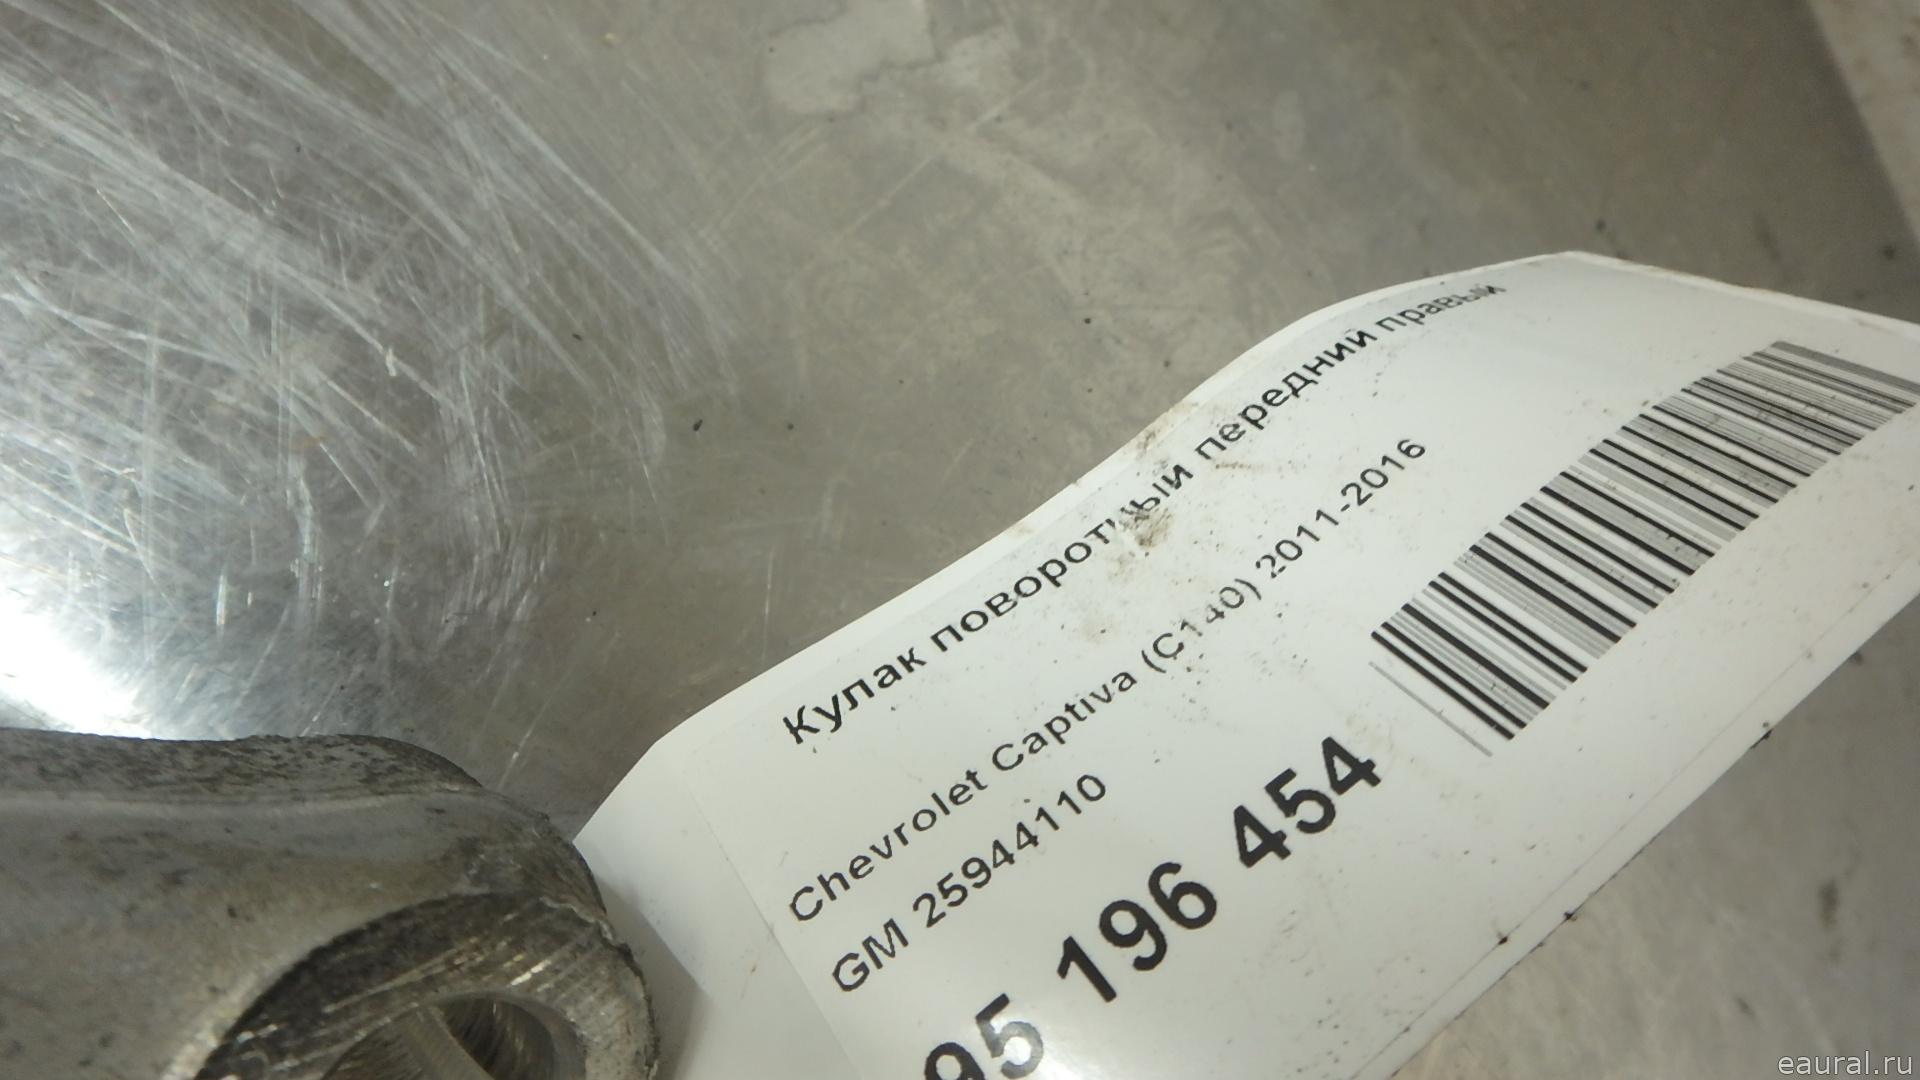 Кулак поворотный передний правый
Chevrolet Captiva (C140) 2011-2016
GM 25944110
95 196 454
eaural.ru